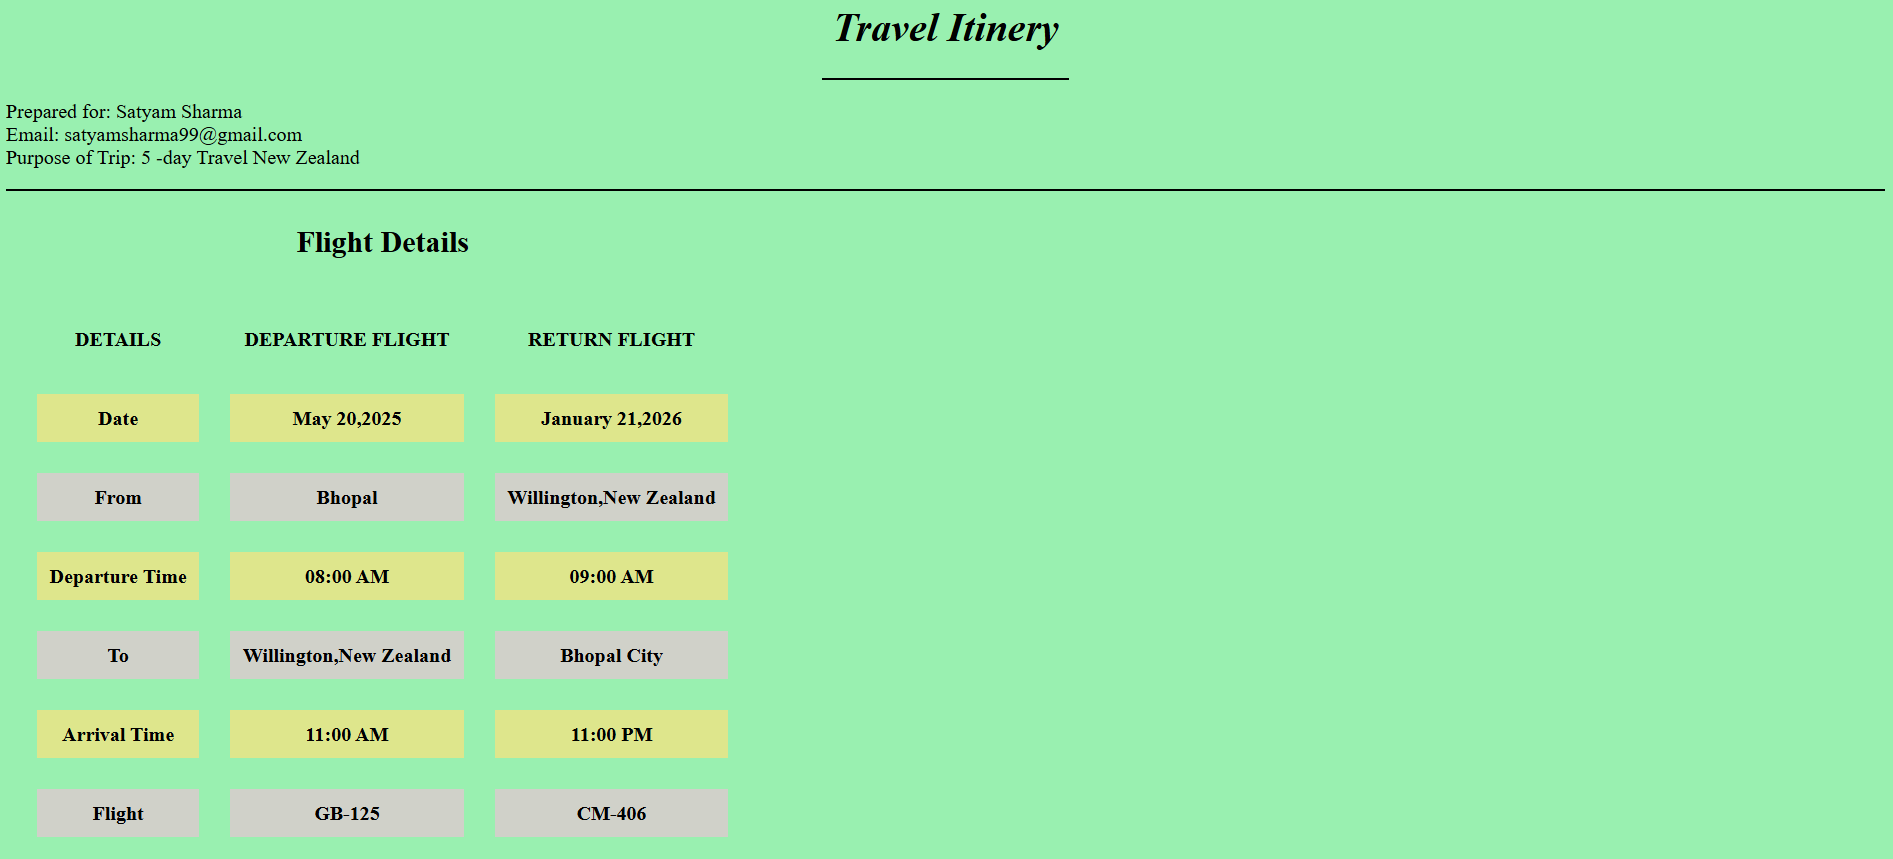 Travel Itinery
Prepared for: Satyam Sharma
Email: satyamsharma99@gmail.com
Purpose of Trip: 5 -day Travel New Zealand
Flight Details
DETAILS DEPARTURE FLIGHT RETURN FLIGHT
Date May 20,2025 January 21,2026
From Bhopal Willington,New Zealand
Departure Time 08:00 AM 09:00 AM
To Willington,New Zealand Bhopal City
Arrival Time 11:00 AM 11:00 PM
Flight GB-125 CM-406